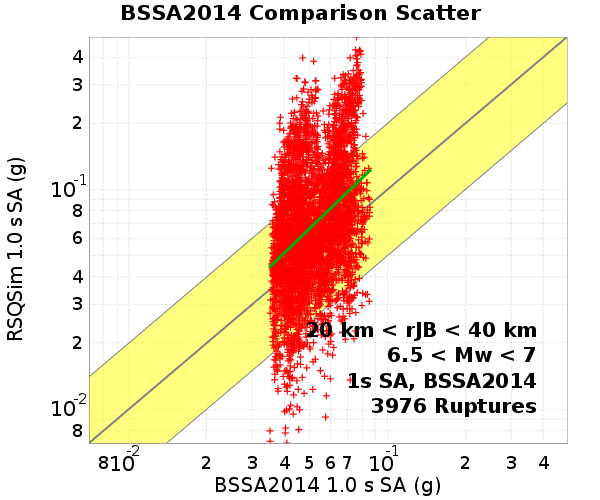 BSSA2014 Comparison Scatter
RSQSim 1.0 s SA (g)
4
3
2
10-1
8
6
4
3
2
10-2
8
20 km < rJB < 40 km
6.5 < Mw < 7
1s SA, BSSA2014
3976 Ruptures
8 10-2 2 3 4 5 6 7 10-1 2 3 4
BSSA2014 1.0 s SA (g)